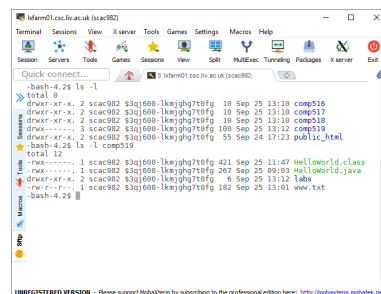 lxfarm01.csc.liv.ac.uk (scac982)
Terminal Sessions View X server Tools Games Settings Macros Help
Session Servers Tools Games Sessions View Split MultiExec Tunneling Packages X server Exit
Quick connect... 3. lxfarm01.csc.liv.ac.uk (scac982)
-bash-4.2$ ls -l
total 0
drwxr-xr-x. 2 scac982 $3qj600-lkmjghg7t0fg 10 Sep 25 13:10 comp516
drwxr-xr-x. 2 scac982 $3qj600-lkmjghg7t0fg 10 Sep 25 13:10 comp517
drwxr-xr-x. 2 scac982 $3qj600-lkmjghg7t0fg 10 Sep 25 13:10 comp518
drwxr-xr-x. 2 scac982 $3qj600-lkmjghg7t0fg 100 Sep 25 13:12 comp519
drwxr-xr-x. 2 scac982 $3qj600-lkmjghg7t0fg 55 Sep 24 17:23 public_html
-bash-4.2$ ls -l comp519
total 12
-rwx------. 1 scac982 $3qj600-lkmjghg7t0fg 421 Sep 25 11:47 HelloWorld.class
-rwx------. 1 scac982 $3qj600-lkmjghg7t0fg 267 Sep 25 09:03 HelloWorld.java
drwxr-xr-x. 2 scac982 $3qj600-lkmjghg7t0fg 6 Sep 25 13:12 labs
-rw-r--r--. 1 scac982 $3qj600-lkmjghg7t0fg 182 Sep 25 13:01 www.txt
-bash-4.2$
Sessions
Tools
Macros
Sftp
UNREGISTERED VERSION - Please support MobaXterm by subscribing to the professional edition here: http://mobaxterm.mobatek.ne